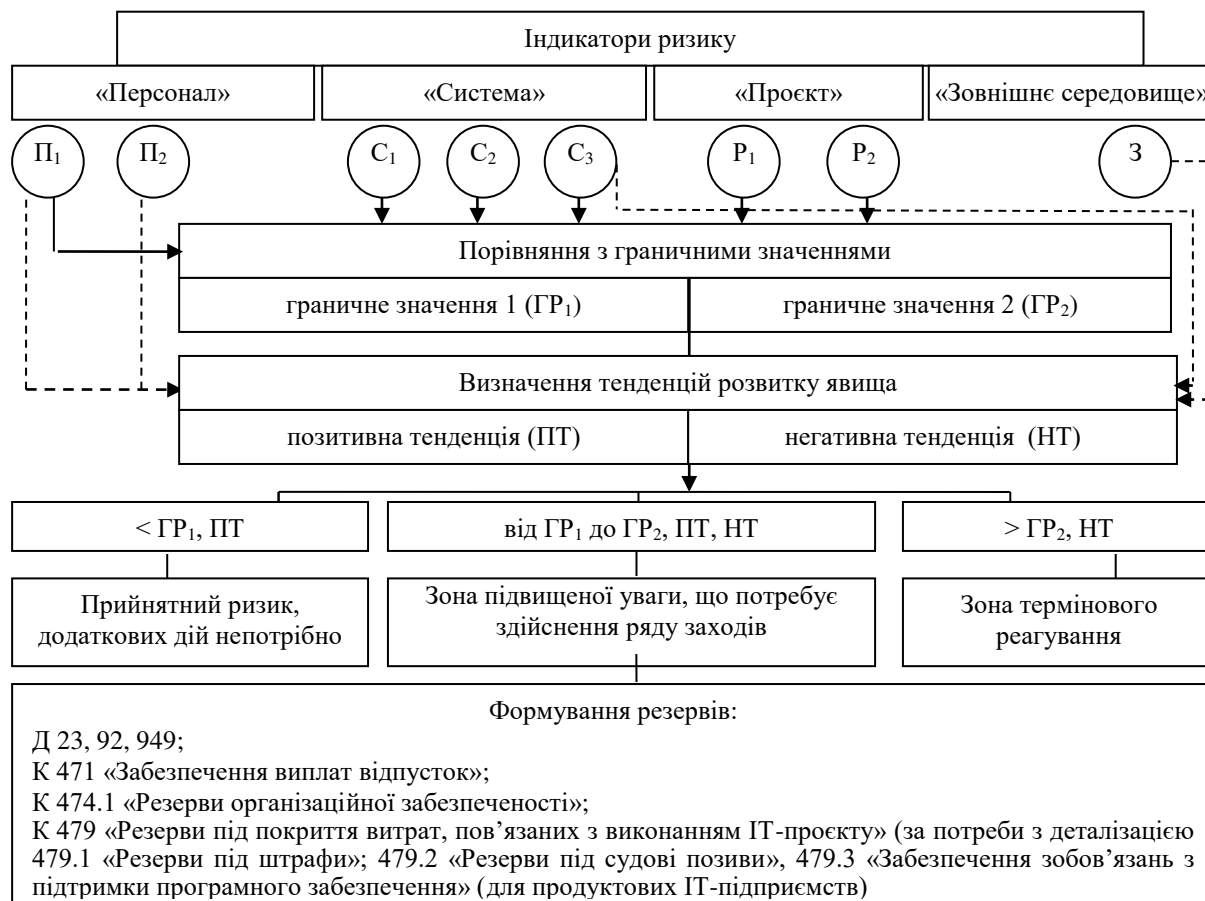 Індикатори ризику
«Персонал»
«Система»
«Проєкт»
«Зовнішнє середовище»
П₁
П₂
С₁
С₂
С₃
Р₁
Р₂
З
Порівняння з граничними значеннями
граничне значення 1 (ГР₁)
граничне значення 2 (ГР₂)
Визначення тенденцій розвитку явища
позитивна тенденція (ПТ)
негативна тенденція (НТ)
< ГР₁, ПТ
від ГР₁ до ГР₂, ПТ, НТ
> ГР₂, НТ
Прийнятний ризик,
додаткових дій непотрібно
Зона підвищеної уваги, що потребує
здійснення ряду заходів
Зона термінового
реагування
Формування резервів:
Д 23, 92, 949;
К 471 «Забезпечення виплат відпусток»;
К 474.1 «Резерви організаційної забезпеченості»;
К 479 «Резерви під покриття витрат, пов’язаних з виконанням ІТ-проєкту» (за потреби з деталізацією
479.1 «Резерви під штрафи»; 479.2 «Резерви під судові позиви», 479.3 «Забезпечення зобов’язань з
підтримки програмного забезпечення» (для продуктових ІТ-підприємств)